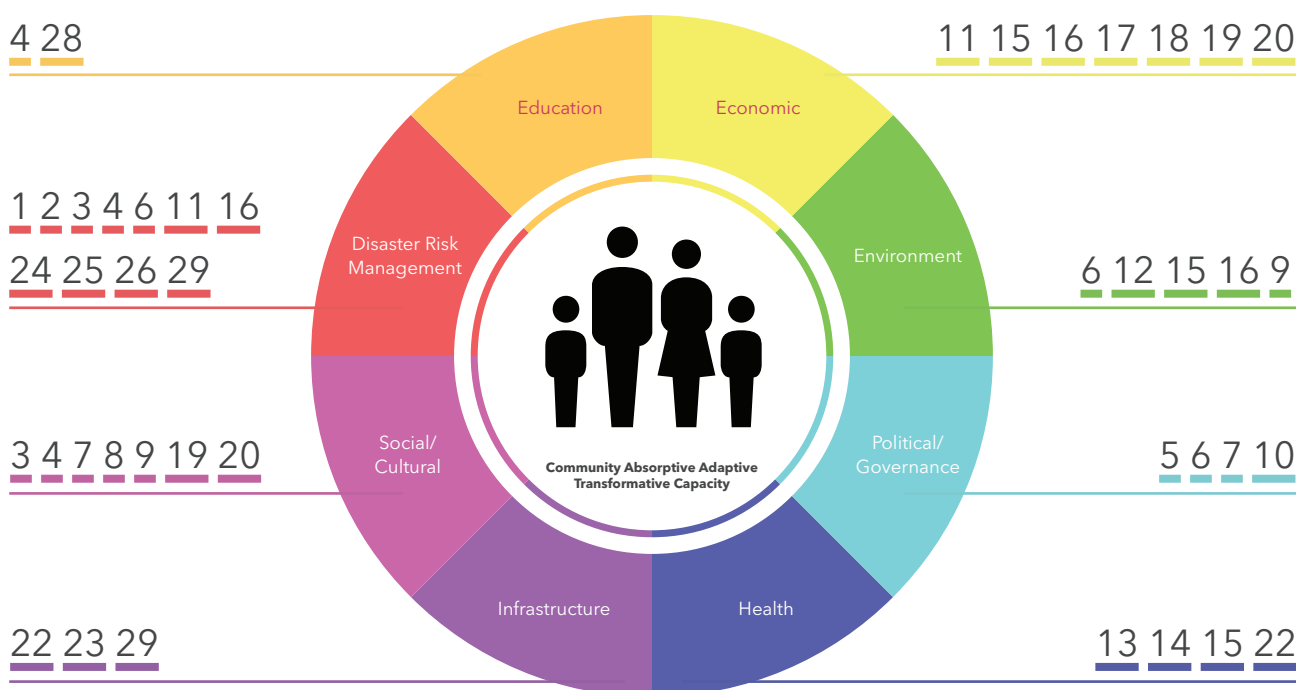 4 28
11 15 16 17 18 19 20
Education
Economic
1 2 3 4 6 11 16
24 25 26 29
Disaster Risk
Management
Environment
6 12 15 16 9
3 4 7 8 9 19 20
Social/
Cultural
Political/
Governance
5 6 7 10
Community Absorptive Adaptive
Transformative Capacity
Infrastructure
Health
22 23 29
13 14 15 22